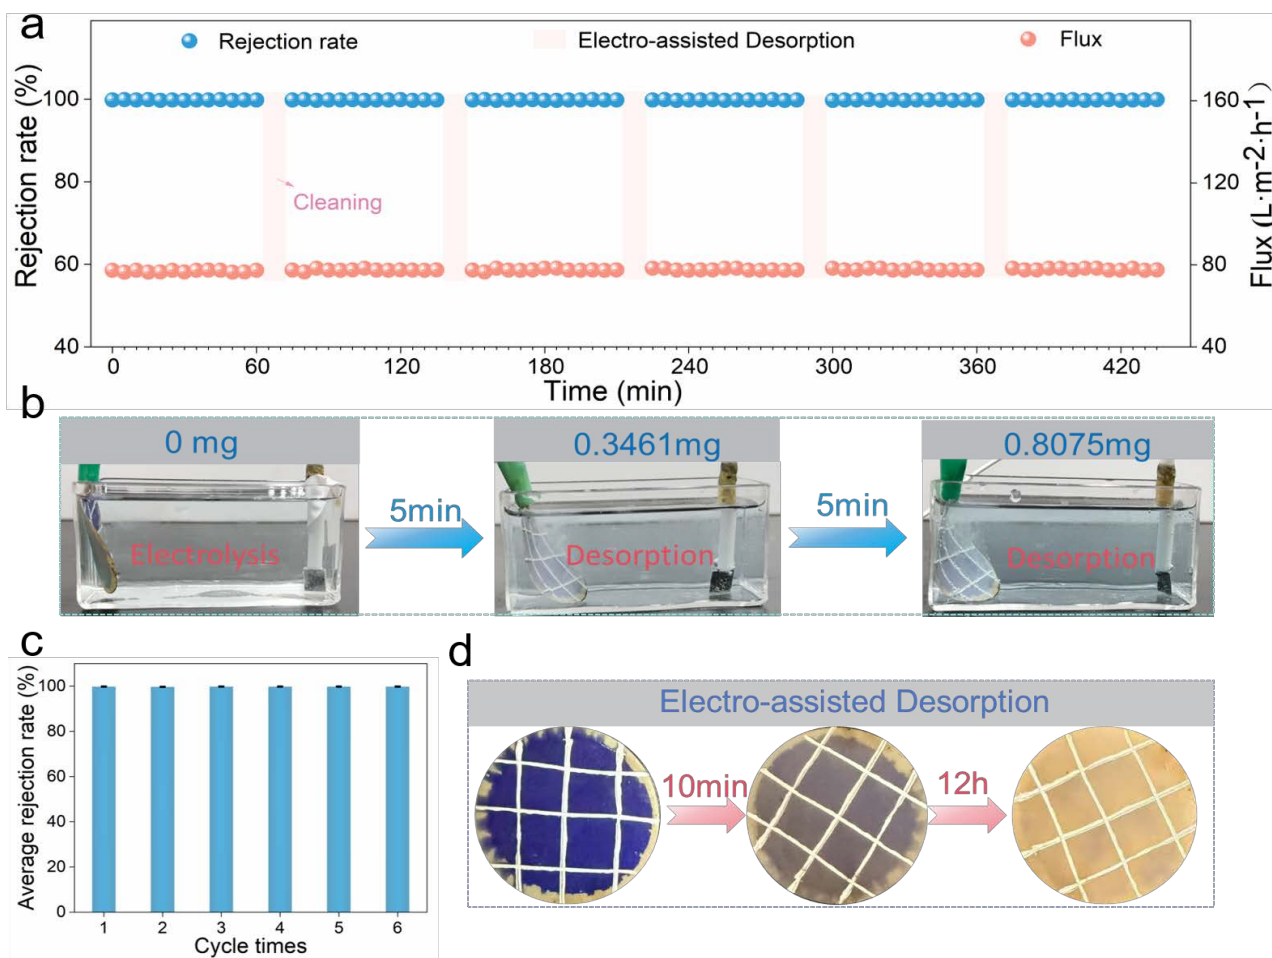 a
Rejection rate
Electro-assisted Desorption
Flux
Rejection rate (%)
100
80
60
40
Cleaning
160
120
80
40
Flux (L·m-2·h-1)
0
60
120
180
240
300
360
420
Time (min)
b
0 mg
0.3461mg
0.8075mg
5min
5min
Electrolysis
Desorption
Desorption
c
Average rejection rate (%)
100
80
60
40
20
0
1
2
3
4
5
6
Cycle times
d
Electro-assisted Desorption
10min
12h